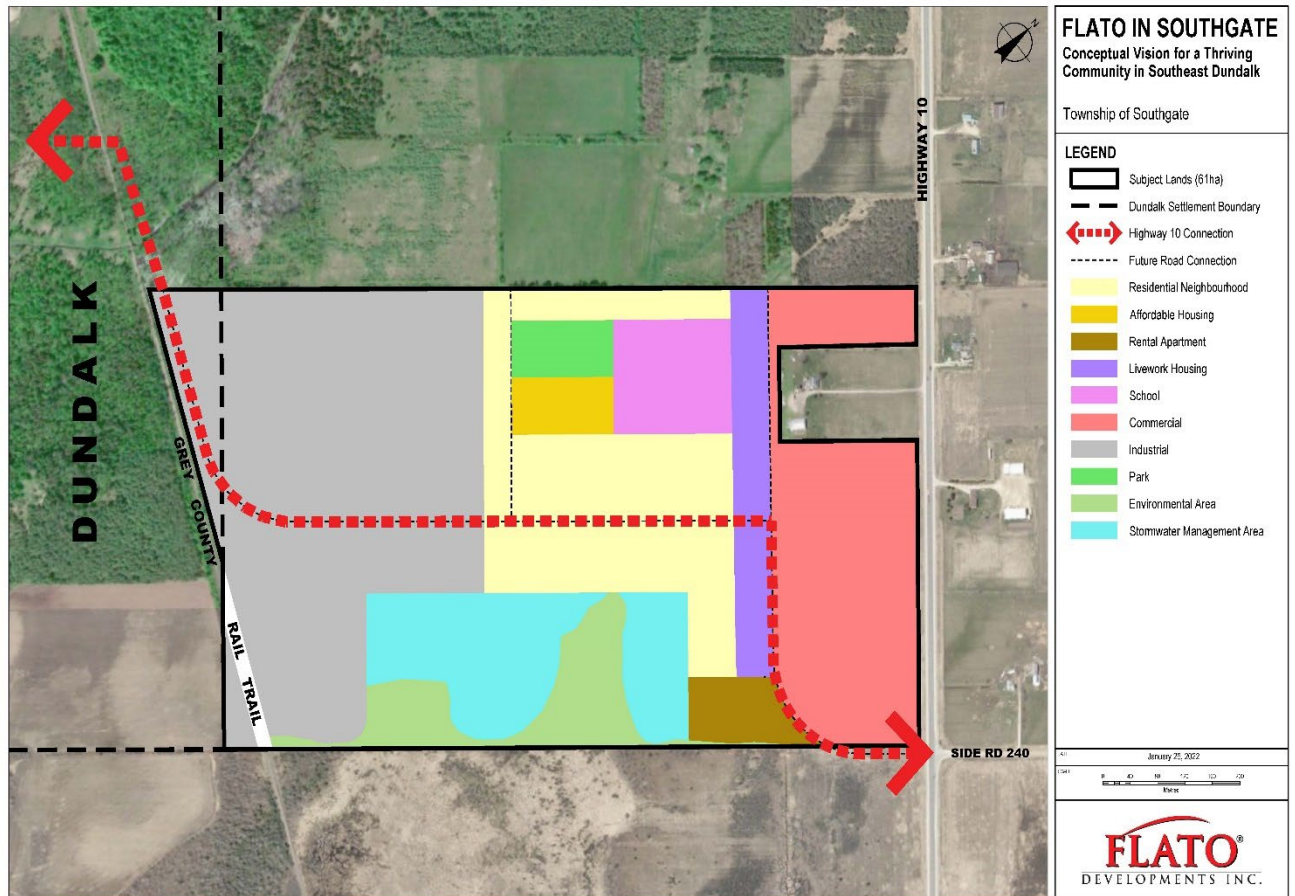 FLATO IN SOUTHGATE
Conceptual Vision for a Thriving
Community in Southeast Dundalk
Township of Southgate
LEGEND
Subject Lands (61ha)
Dundalk Settlement Boundary
Highway 10 Connection
Future Road Connection
Residential Neighbourhood
Affordable Housing
Rental Apartment
Livework Housing
School
Commercial
Industrial
Park
Environmental Area
Stormwater Management Area
January 25, 2022
Metres
FLATO®
DEVELOPMENTS INC.
N
HIGHWAY 10
DUNDALK
GREY COUNTY
RAIL TRAIL
SIDE RD 240